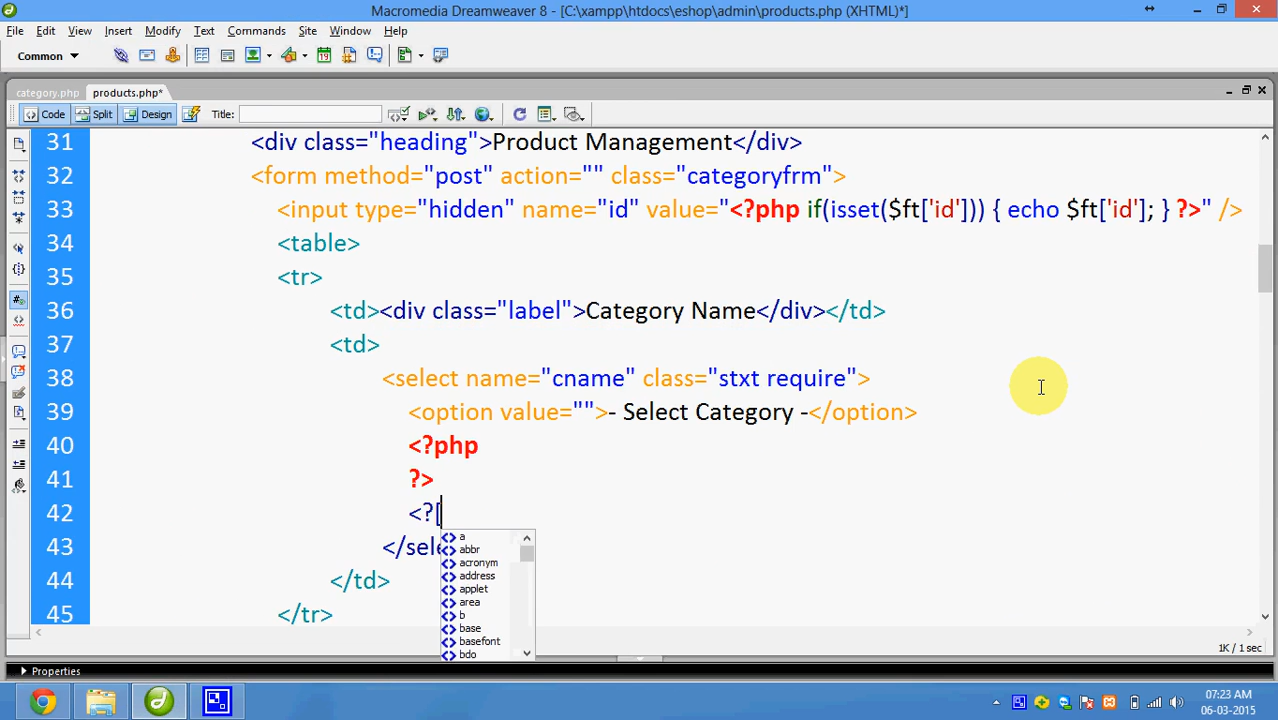 Macromedia Dreamweaver 8 - [C:\xampp\htdocs\eshop\admin\products.php (XHTML)*]
File Edit View Insert Modify Text Commands Site Window Help
Common
category.php products.php*
Code Split Design Title:
31 <div class="heading">Product Management</div>
32 <form method="post" action="" class="categoryfrm">
33 <input type="hidden" name="id" value="<?php if(isset($ft['id'])) { echo $ft['id']; } ?>" />
34 <table>
35 <tr>
36 <td><div class="label">Category Name</div></td>
37 <td>
38 <select name="cname" class="stxt require">
39 <option value="">- Select Category -</option>
40 <?php
41 ?>
42 <?[
43 </sele
44 </td>
45 </tr>
a
abbr
acronym
address
applet
area
b
base
basefont
bdo
1K / 1 sec
Properties
07:23 AM
06-03-2015